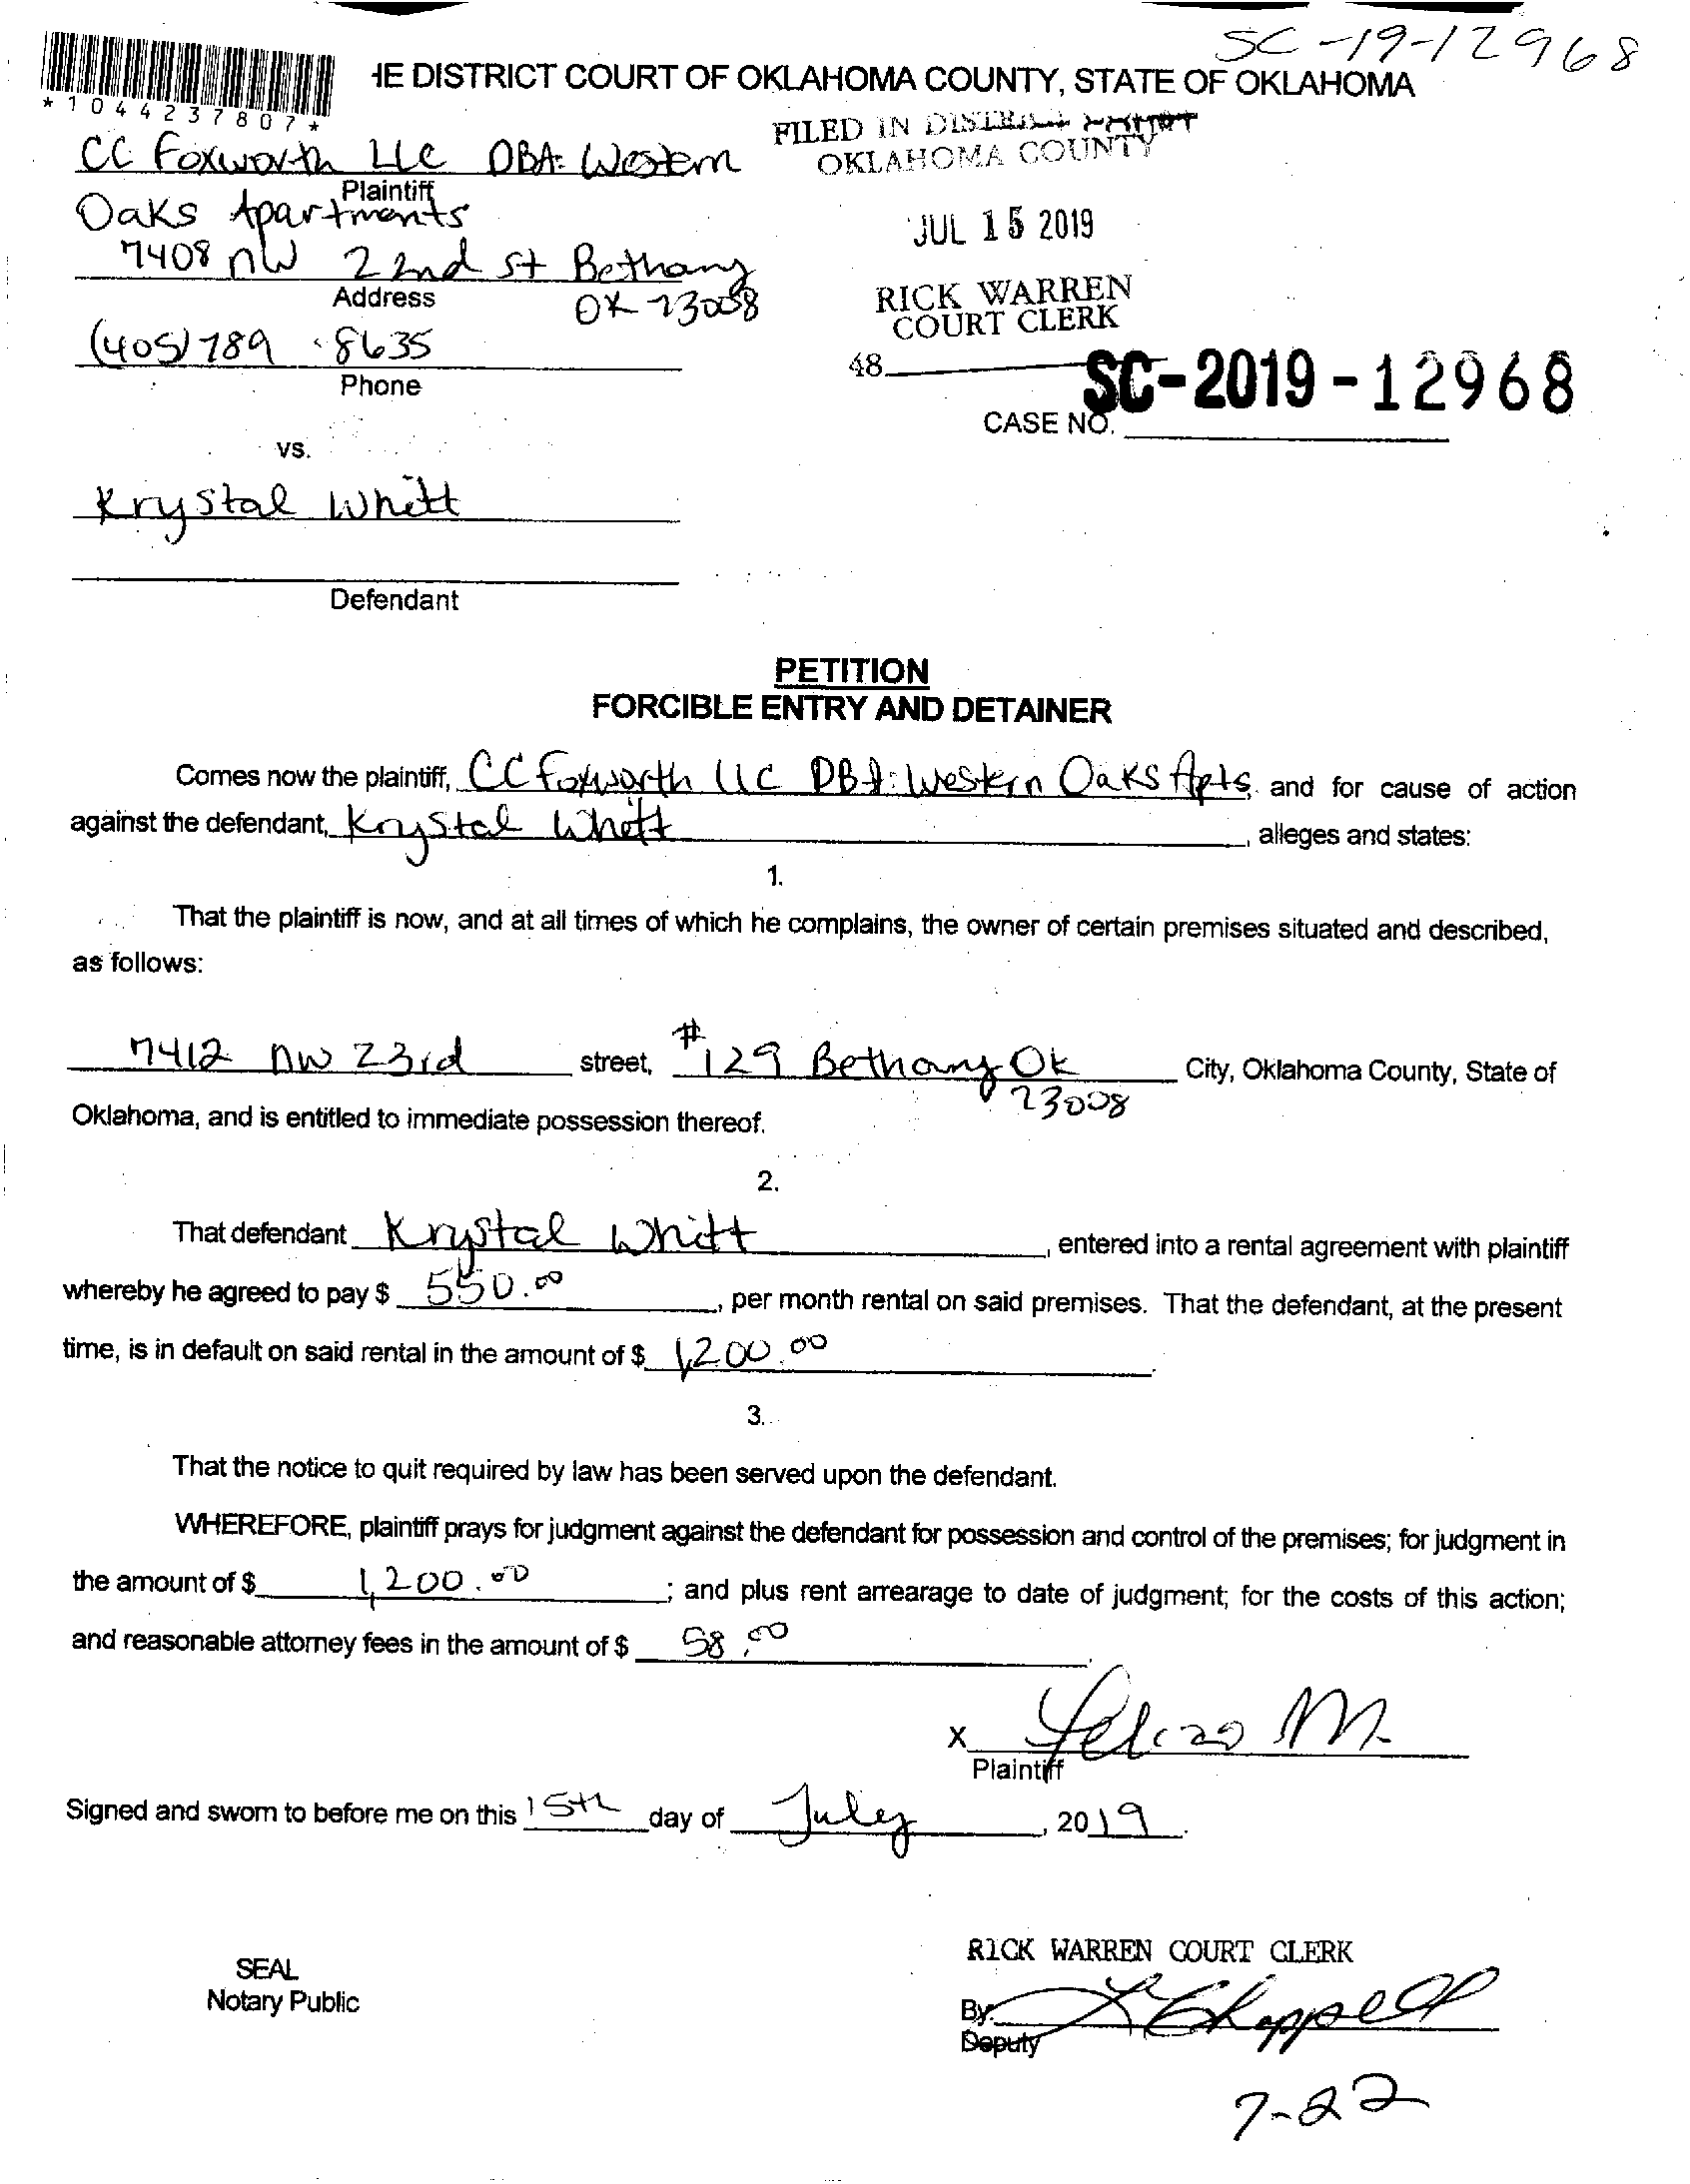 SC-19-12968
HE DISTRICT COURT OF OKLAHOMA COUNTY, STATE OF OKLAHOMA
*1044237807*
FILED IN DISTRICT COURT
OKLAHOMA COUNTY
CC Foxworth LLC DBA: Western
Plaintiff
Oaks Apartments
JUL 15 2019
7408 NW 22nd St Bethany
Address
OK 73008
RICK WARREN
COURT CLERK
(405) 789-8635
Phone
48
SC-2019-12968
CASE NO.
vs.
Krystal Whitt
Defendant
PETITION
FORCIBLE ENTRY AND DETAINER
Comes now the plaintiff, CC Foxworth LLC DBA: Western Oaks Apts, and for cause of action
against the defendant, Krystal Whitt, alleges and states:
1.
That the plaintiff is now, and at all times of which he complains, the owner of certain premises situated and described,
as follows:
7412 NW 23rd street, #129 Bethany OK City, Oklahoma County, State of
73008
Oklahoma, and is entitled to immediate possession thereof.
2.
That defendant Krystal Whitt, entered into a rental agreement with plaintiff
whereby he agreed to pay $ 550.00, per month rental on said premises. That the defendant, at the present
time, is in default on said rental in the amount of $ 1,200.00.
3.
That the notice to quit required by law has been served upon the defendant.
WHEREFORE, plaintiff prays for judgment against the defendant for possession and control of the premises; for judgment in
the amount of $ 1,200.00; and plus rent arrearage to date of judgment; for the costs of this action;
and reasonable attorney fees in the amount of $ 58.00.
X M.
Plaintiff
Signed and sworn to before me on this 15th day of July, 2019.
RICK WARREN COURT CLERK
SEAL
Notary Public
By: Chappell
Deputy
7-22